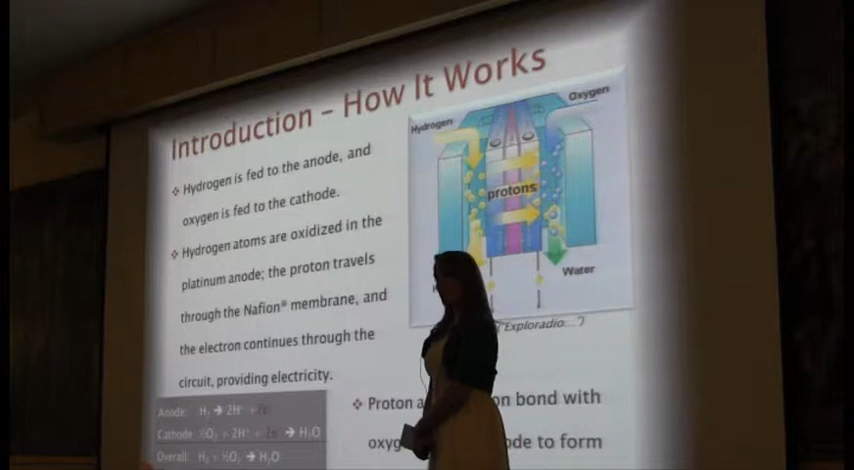 Introduction – How It Works
❖ Hydrogen is fed to the anode, and
oxygen is fed to the cathode.
❖ Hydrogen atoms are oxidized in the
platinum anode; the proton travels
through the Nafion® membrane, and
the electron continues through the
circuit, providing electricity.
Hydrogen
Oxygen
protons
Water
("Exploradio...")
❖ Proton a on bond with
oxyg ode to form
Anode: H₂ → 2H⁺ + 2e⁻
Cathode: ½O₂ + 2H⁺ + 2e⁻ → H₂O
Overall: H₂ + ½O₂ → H₂O